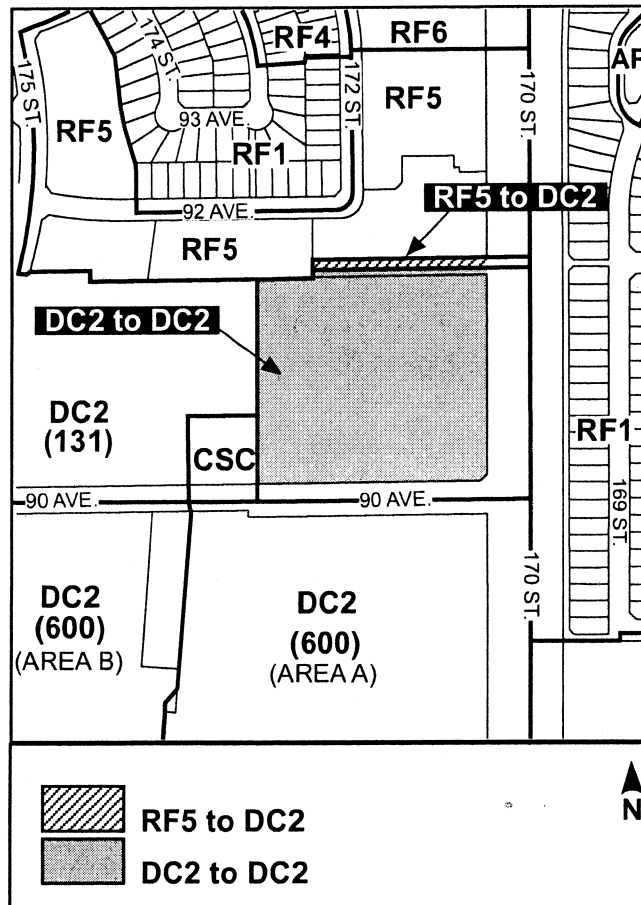 RF4
RF6
174 ST.
175 ST.
172 ST.
170 ST.
RF5
RF5
93 AVE.
RF1
RF5 to DC2
92 AVE.
RF5
DC2 to DC2
DC2
(131)
CSC
RF1
90 AVE.
90 AVE.
169 ST.
170 ST.
DC2
(600)
(AREA B)
DC2
(600)
(AREA A)
RF5 to DC2
DC2 to DC2
N